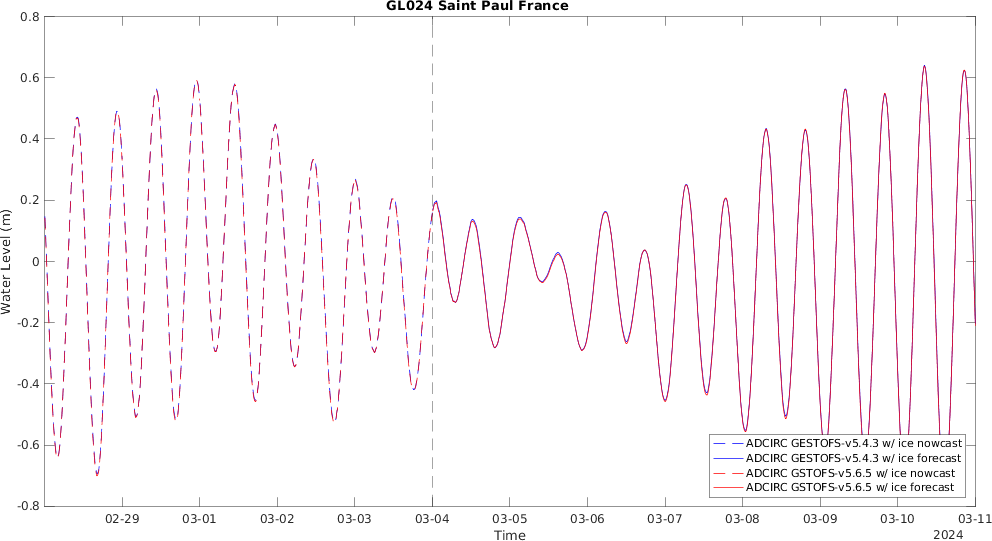 GL024 Saint Paul France
0.8
0.6
0.4
0.2
0
-0.2
-0.4
-0.6
-0.8
Water Level (m)
ADCIRC GESTOFS-v5.4.3 w/ ice nowcast
ADCIRC GESTOFS-v5.4.3 w/ ice forecast
ADCIRC GSTOFS-v5.6.5 w/ ice nowcast
ADCIRC GSTOFS-v5.6.5 w/ ice forecast
02-29 03-01 03-02 03-03 03-04 03-05 03-06 03-07 03-08 03-09 03-10 03-11
Time
2024